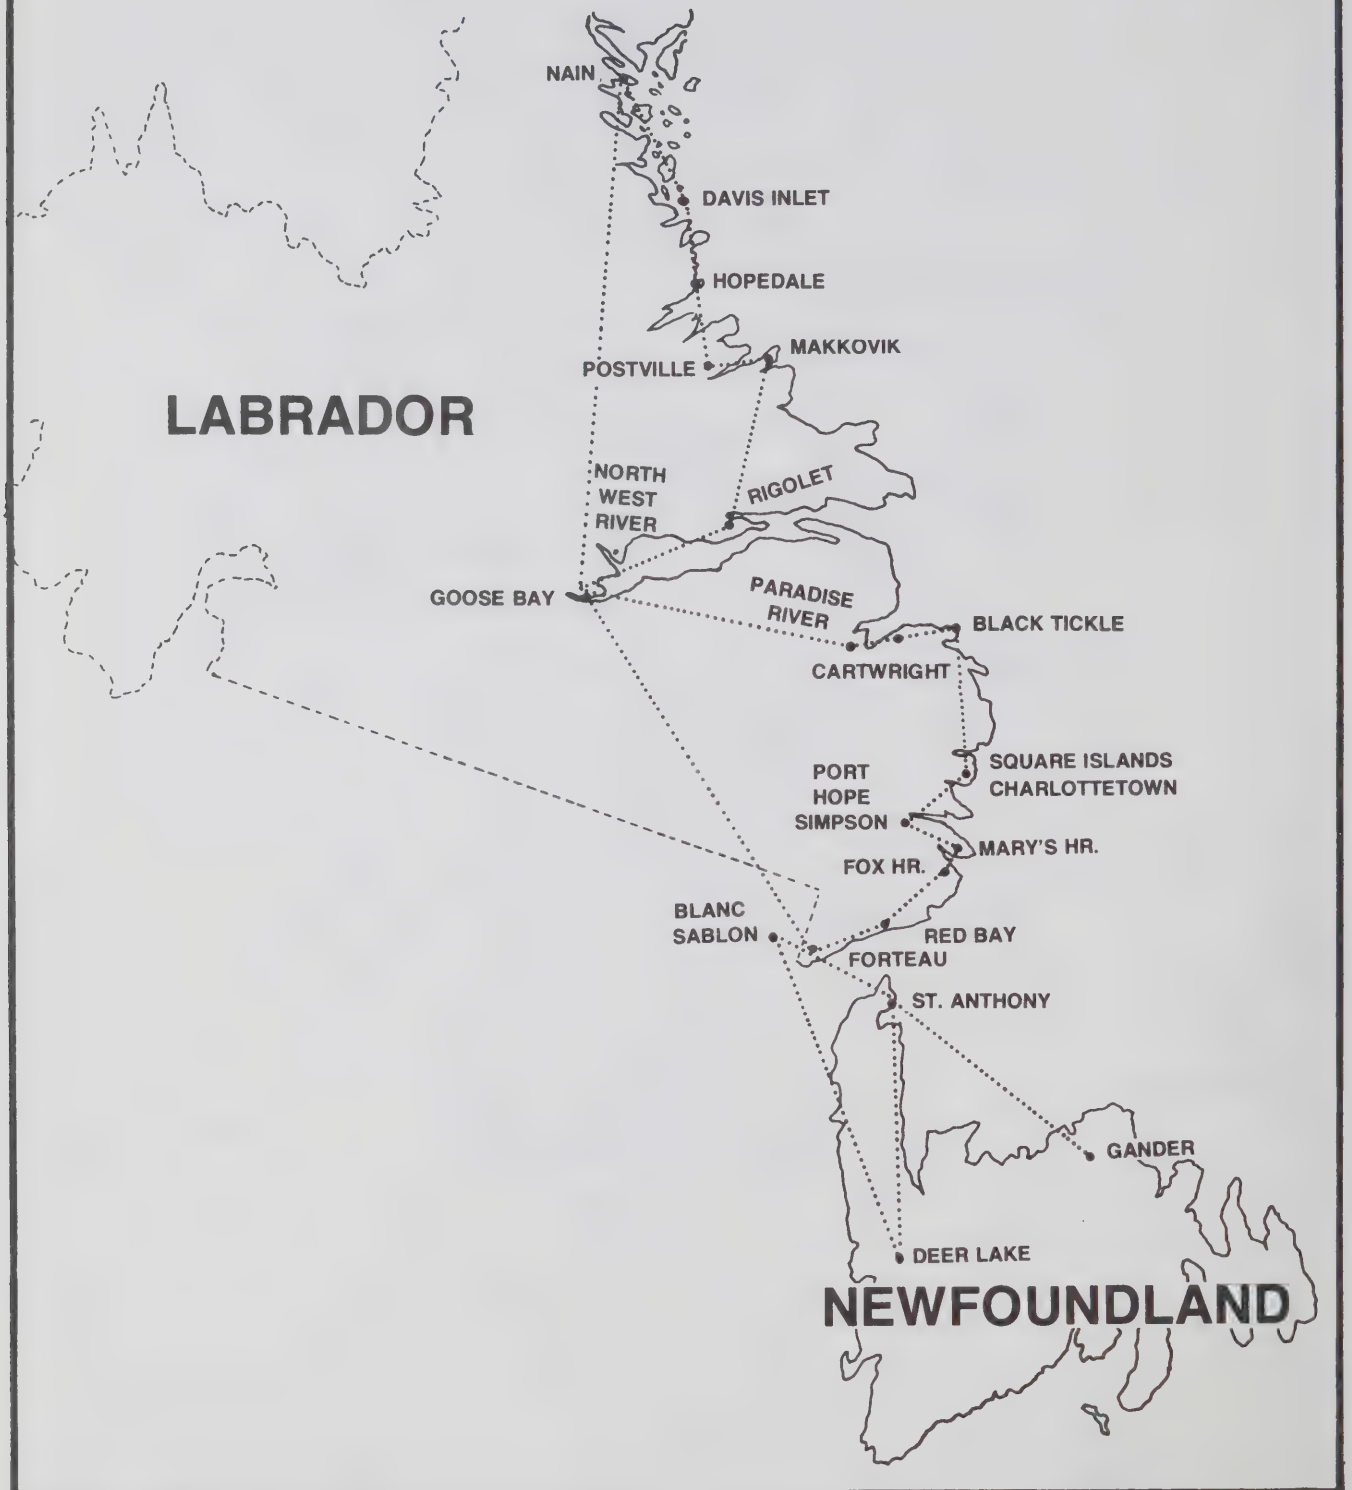 NAIN
DAVIS INLET
HOPEDALE
MAKKOVIK
POSTVILLE
LABRADOR
NORTH
WEST
RIVER
RIGOLET
GOOSE BAY
PARADISE
RIVER
BLACK TICKLE
CARTWRIGHT
SQUARE ISLANDS
CHARLOTTETOWN
PORT
HOPE
SIMPSON
MARY'S HR.
FOX HR.
BLANC
SABLON
RED BAY
FORTEAU
ST. ANTHONY
GANDER
DEER LAKE
NEWFOUNDLAND